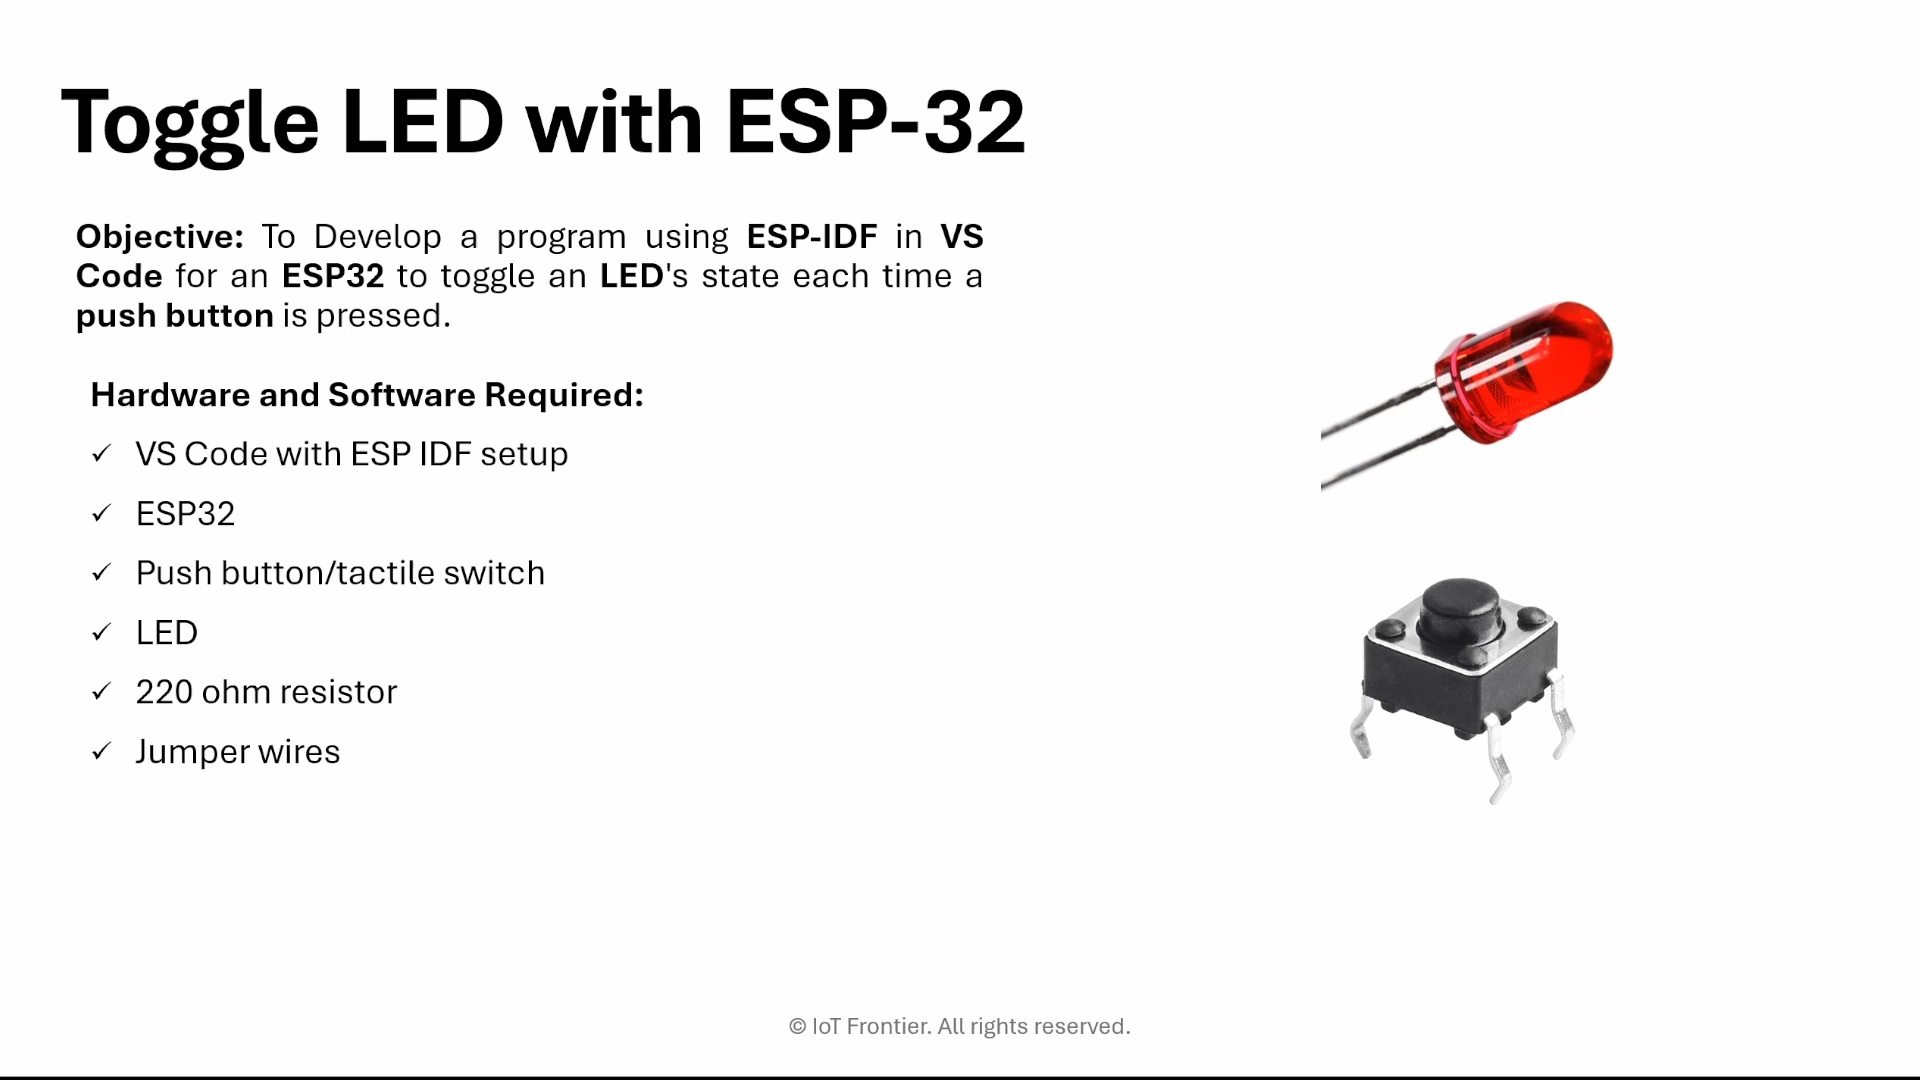 Toggle LED with ESP-32
Objective: To Develop a program using ESP-IDF in VS
Code for an ESP32 to toggle an LED's state each time a
push button is pressed.
Hardware and Software Required:
✓ VS Code with ESP IDF setup
✓ ESP32
✓ Push button/tactile switch
✓ LED
✓ 220 ohm resistor
✓ Jumper wires
© IoT Frontier. All rights reserved.